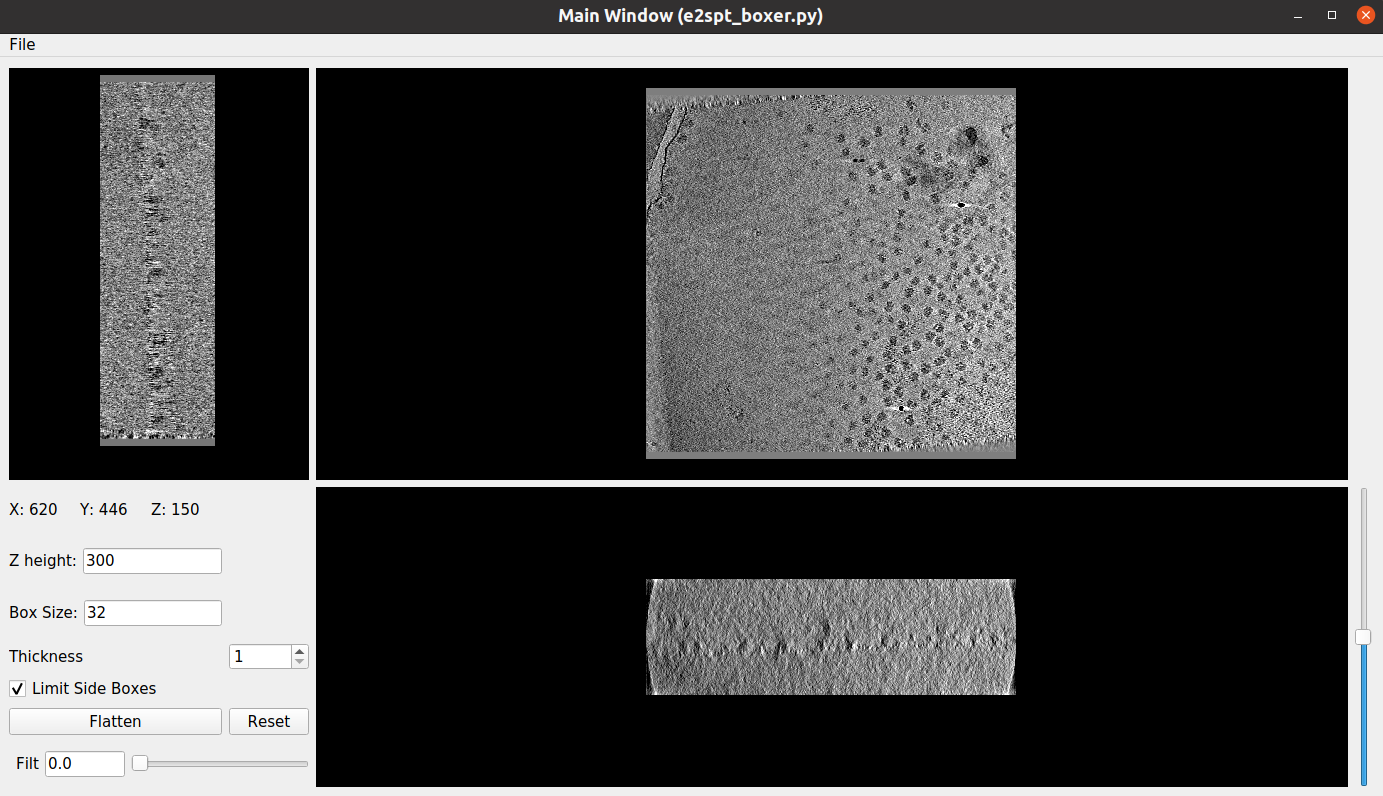 Main Window (e2spt_boxer.py)
File
X: 620 Y: 446 Z: 150
Z height: 300
Box Size: 32
Thickness 1
Limit Side Boxes
Flatten Reset
Filt 0.0